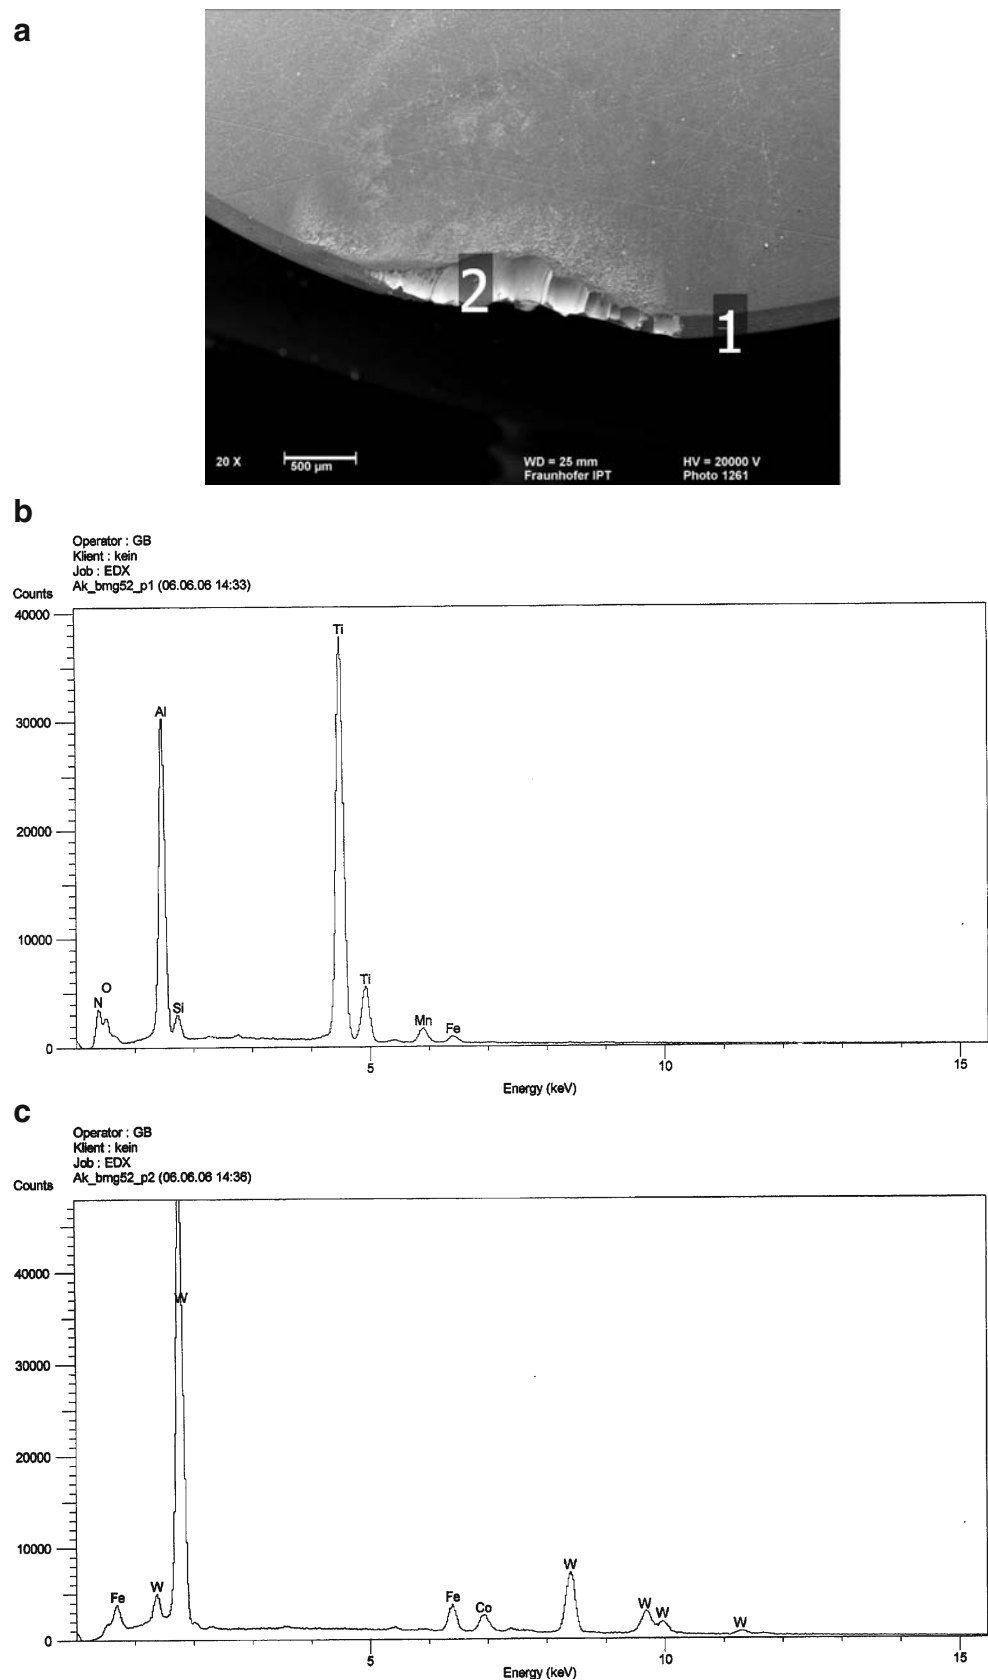 a
2
1
20 X
500 µm
WD = 25 mm
HV = 20000 V
Fraunhofer IPT
Photo 1261
b
Operator : GB
Klient : kein
Job : EDX
Ak_bmg52_p1 (06.06.06 14:33)
Counts
40000
Ti
Al
30000
20000
10000
O
N
Si
Ti
Mn
Fe
0
5
10
15
Energy (keV)
c
Operator : GB
Klient : kein
Job : EDX
Ak_bmg52_p2 (06.06.06 14:36)
Counts
40000
W
30000
20000
10000
Fe
W
Fe
Co
W
W
W
W
0
5
10
15
Energy (keV)